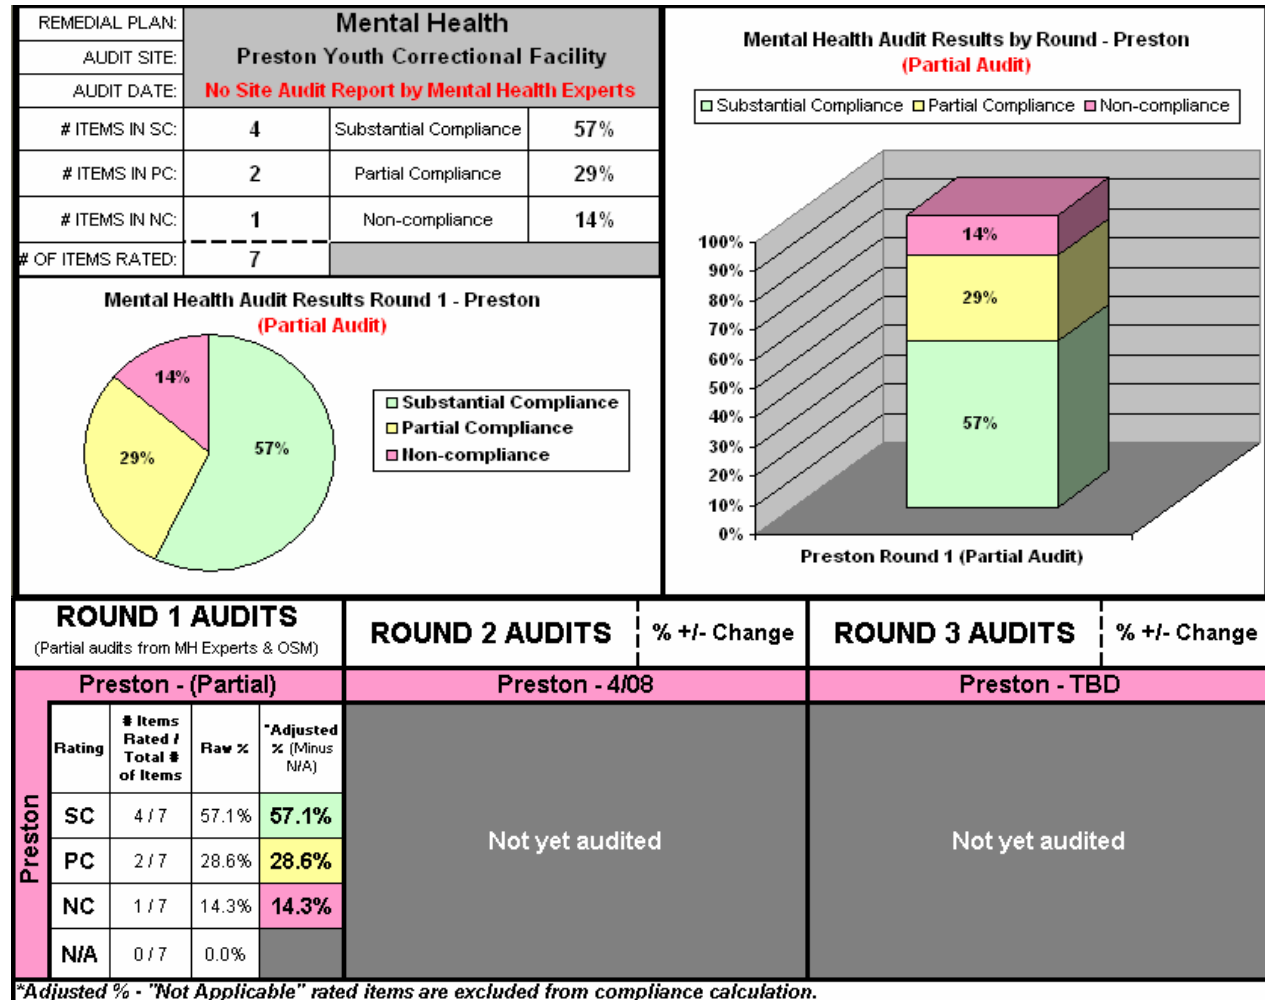 REMEDIAL PLAN: Mental Health
AUDIT SITE: Preston Youth Correctional Facility
AUDIT DATE: No Site Audit Report by Mental Health Experts
# ITEMS IN SC: 4 Substantial Compliance 57%
# ITEMS IN PC: 2 Partial Compliance 29%
# ITEMS IN NC: 1 Non-compliance 14%
# OF ITEMS RATED: 7
Mental Health Audit Results Round 1 - Preston
(Partial Audit)
14%
29%
57%
Substantial Compliance
Partial Compliance
Non-compliance
Mental Health Audit Results by Round - Preston
(Partial Audit)
Substantial Compliance Partial Compliance Non-compliance
100%
90%
80%
70%
60%
50%
40%
30%
20%
10%
0%
14%
29%
57%
Preston Round 1 (Partial Audit)
ROUND 1 AUDITS
(Partial audits from MH Experts & OSM)
ROUND 2 AUDITS % +/- Change
ROUND 3 AUDITS % +/- Change
Preston - (Partial)
Preston - 4/08
Preston - TBD
Preston
Rating
# Items
Rated /
Total #
of Items
Raw %
*Adjusted
% (Minus
N/A)
SC 4 / 7 57.1% 57.1%
PC 2 / 7 28.6% 28.6%
NC 1 / 7 14.3% 14.3%
N/A 0 / 7 0.0%
Not yet audited
Not yet audited
*Adjusted % - "Not Applicable" rated items are excluded from compliance calculation.